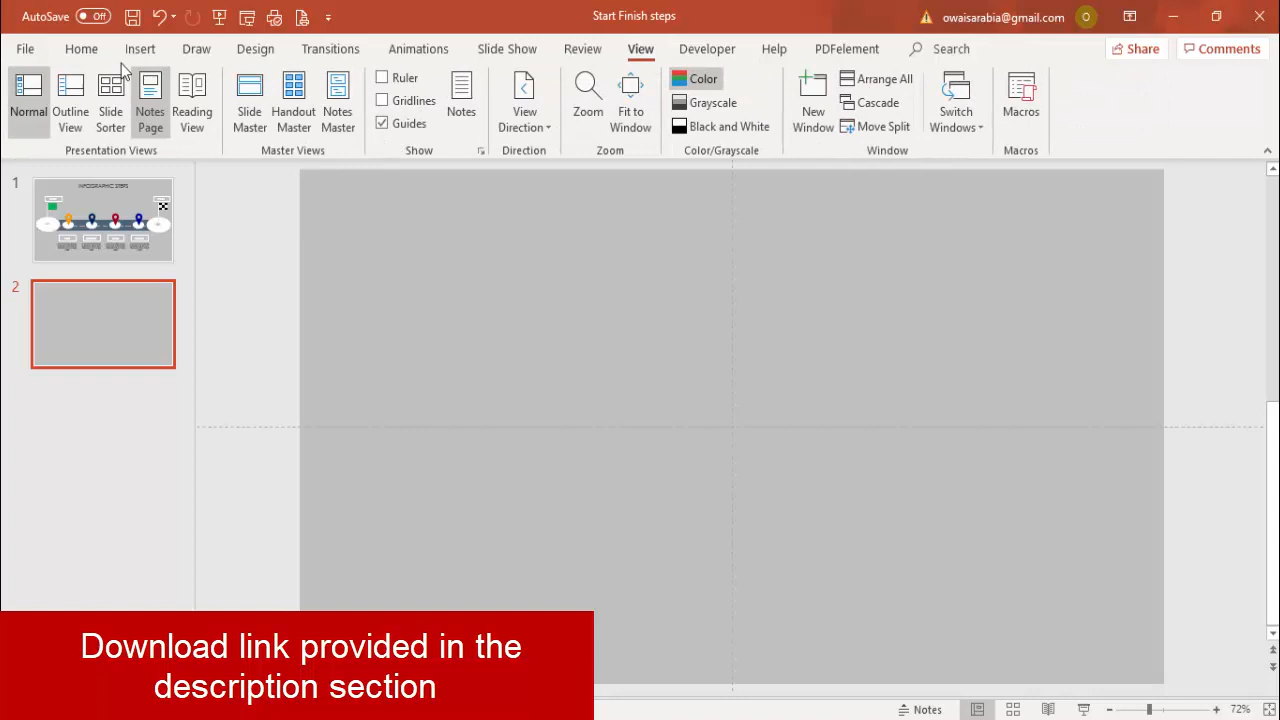 AutoSave Off Start Finish steps owaisarabia@gmail.com O
File Home Insert Draw Design Transitions Animations Slide Show Review View Developer Help PDFelement Search Share Comments
Normal Outline View Slide Sorter Notes Page Reading View
Presentation Views
Slide Master Handout Master Notes Master
Master Views
Ruler
Gridlines
Guides
Notes
Show
View Direction
Direction
Zoom Fit to Window
Zoom
Color
Grayscale
Black and White
Color/Grayscale
New Window
Arrange All
Cascade
Move Split
Switch Windows
Window
Macros
Macros
1
INFOGRAPHIC STEPS
2
Download link provided in the
description section
Notes 72%